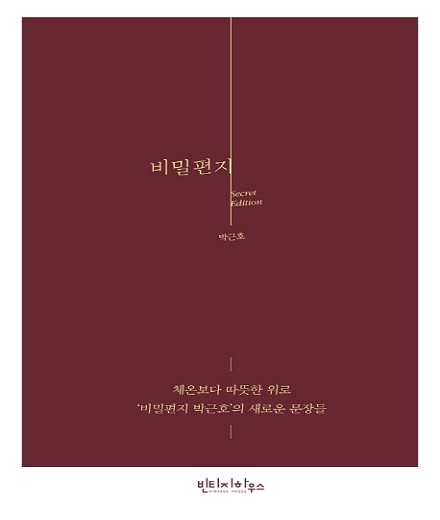 비밀편지
Secret
Edition
박근호
체온보다 따뜻한 위로
‘비밀편지 박근호’의 새로운 문장들
빈티지하우스
VINTAGE HOUSE